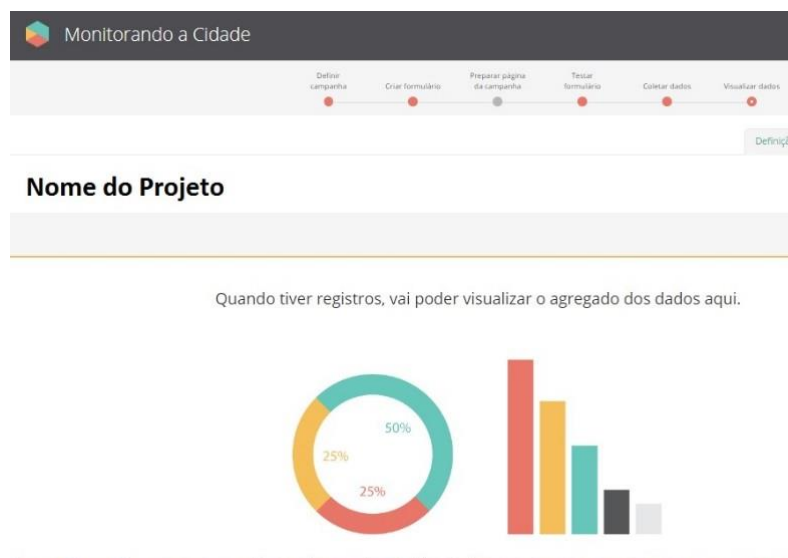 Monitorando a Cidade
Definir
campanha
Criar formulário
Preparar página
da campanha
Testar
formulário
Coletar dados
Visualizar dados
Definiçã
Nome do Projeto
Quando tiver registros, vai poder visualizar o agregado dos dados aqui.
50%
25%
25%